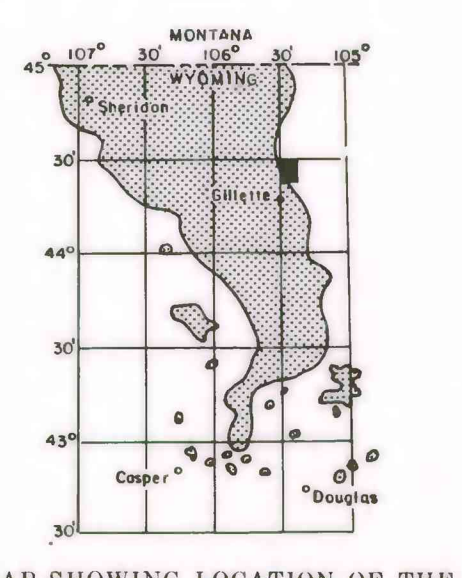 MONTANA
107° 30' 106° 30' 105°
45° WYOMING
Sheridan
30'
Gillette
44°
30'
43°
Casper
Douglas
30'
MAP SHOWING LOCATION OF THE